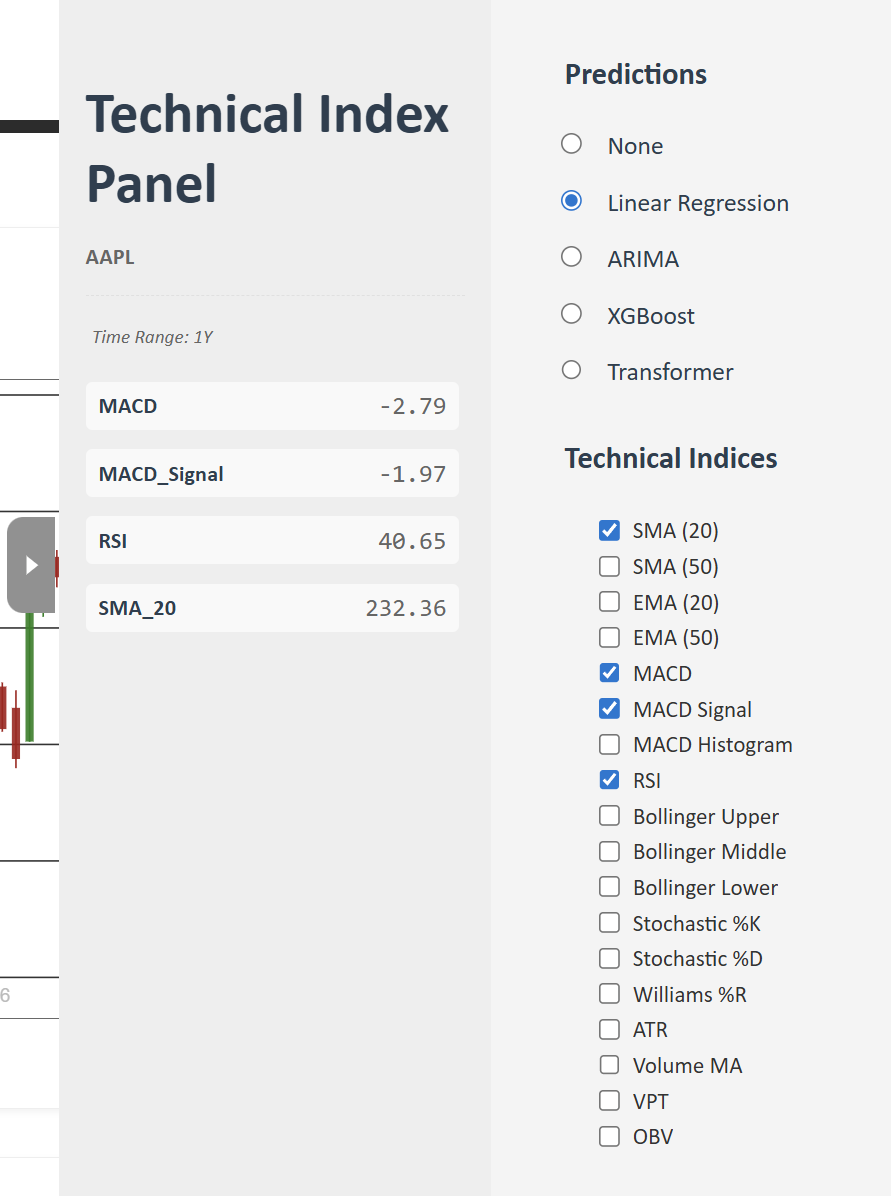 Technical Index
Panel
AAPL
Time Range: 1Y
MACD -2.79
MACD_Signal -1.97
RSI 40.65
SMA_20 232.36
6
Predictions
None
Linear Regression
ARIMA
XGBoost
Transformer
Technical Indices
SMA (20)
SMA (50)
EMA (20)
EMA (50)
MACD
MACD Signal
MACD Histogram
RSI
Bollinger Upper
Bollinger Middle
Bollinger Lower
Stochastic %K
Stochastic %D
Williams %R
ATR
Volume MA
VPT
OBV